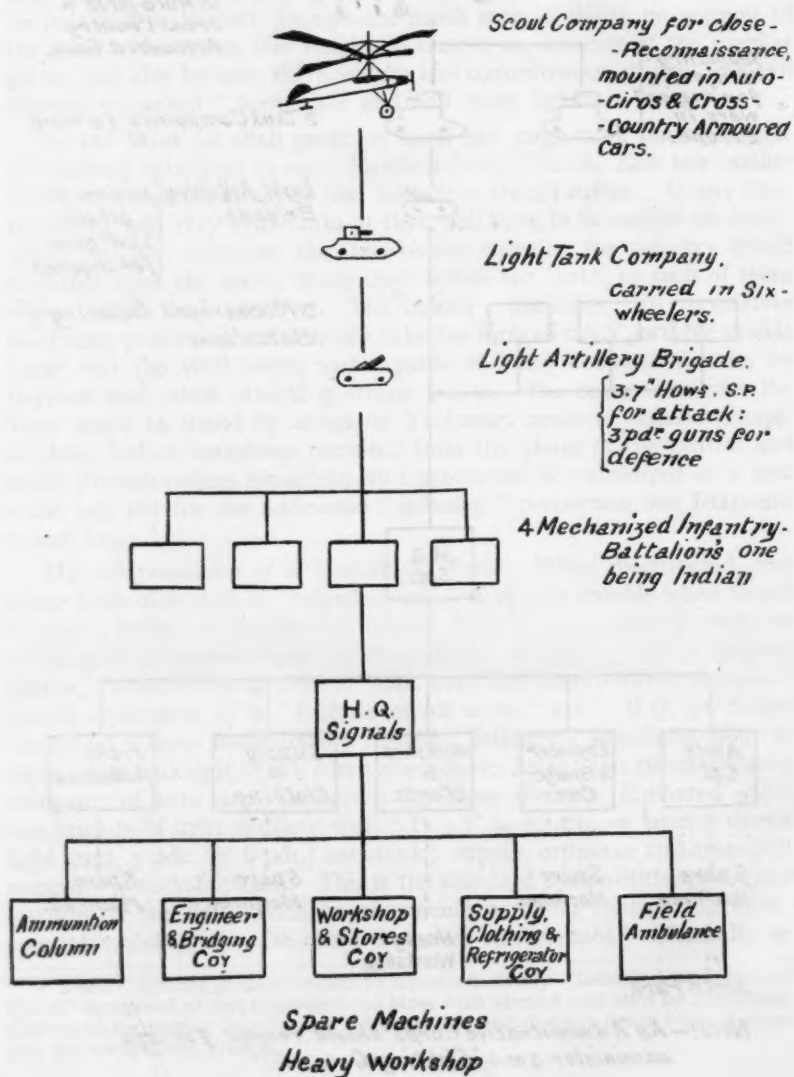 Scout Company for close-
-Reconnaissance,
mounted in Auto-
-Ciros & Cross-
-Country Armoured
Cars.
Light Tank Company.
carried in Six-
wheelers.
Light Artillery Brigade.
3.7" Hows. S.P.
for attack:
3 pdr guns for
defence
4 Mechanized Infantry-
Battalion's one
being Indian
H.Q.
Signals
Ammunition
Column
Engineer
& Bridging
Coy
Workshop
& Stores
Coy
Supply,
Clothing &
Refrigerator
Coy
Field
Ambulance
Spare Machines
Heavy Workshop